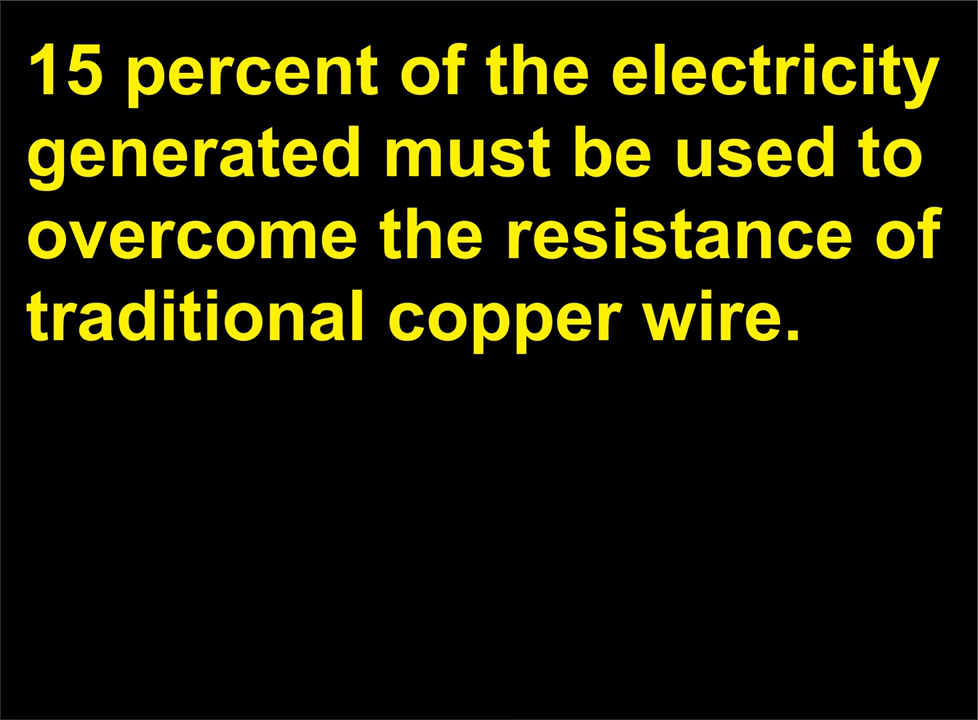 15 percent of the electricity
generated must be used to
overcome the resistance of
traditional copper wire.